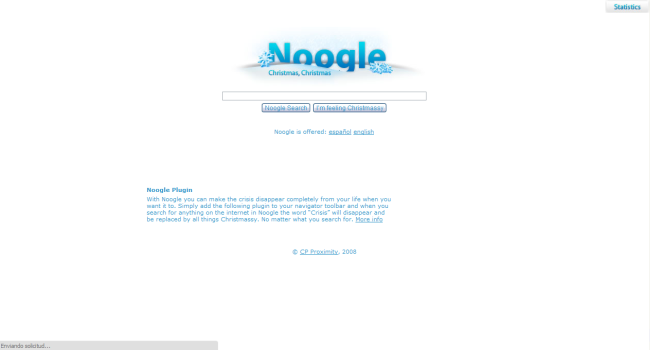 Statistics
Noogle
Christmas, Christmas
Noogle Search I'm feeling Christmassy
Noogle is offered: español english
Noogle Plugin
With Noogle you can make the crisis disappear completely from your life when you
want it to. Simply add the following plugin to your navigator toolbar and when you
search for anything on the internet in Noogle the word "Crisis" will disappear and
be replaced by all things Christmassy. No matter what you search for. More info
© CP Proximity, 2008
Enviando solicitud...